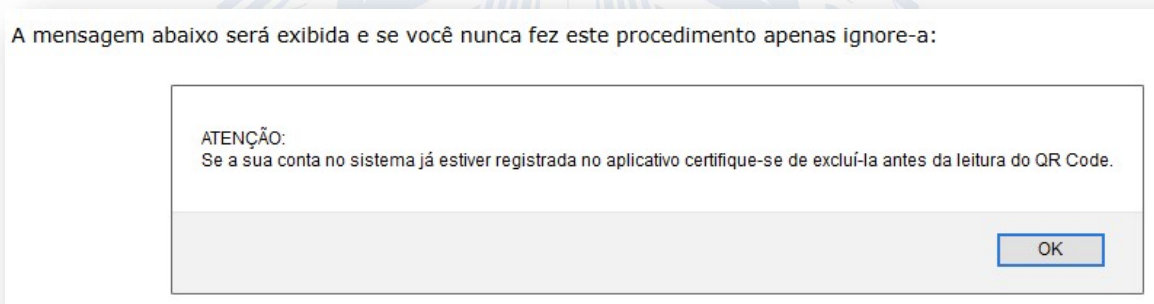 A mensagem abaixo será exibida e se você nunca fez este procedimento apenas ignore-a:
ATENÇÃO:
Se a sua conta no sistema já estiver registrada no aplicativo certifique-se de excluí-la antes da leitura do QR Code.
OK